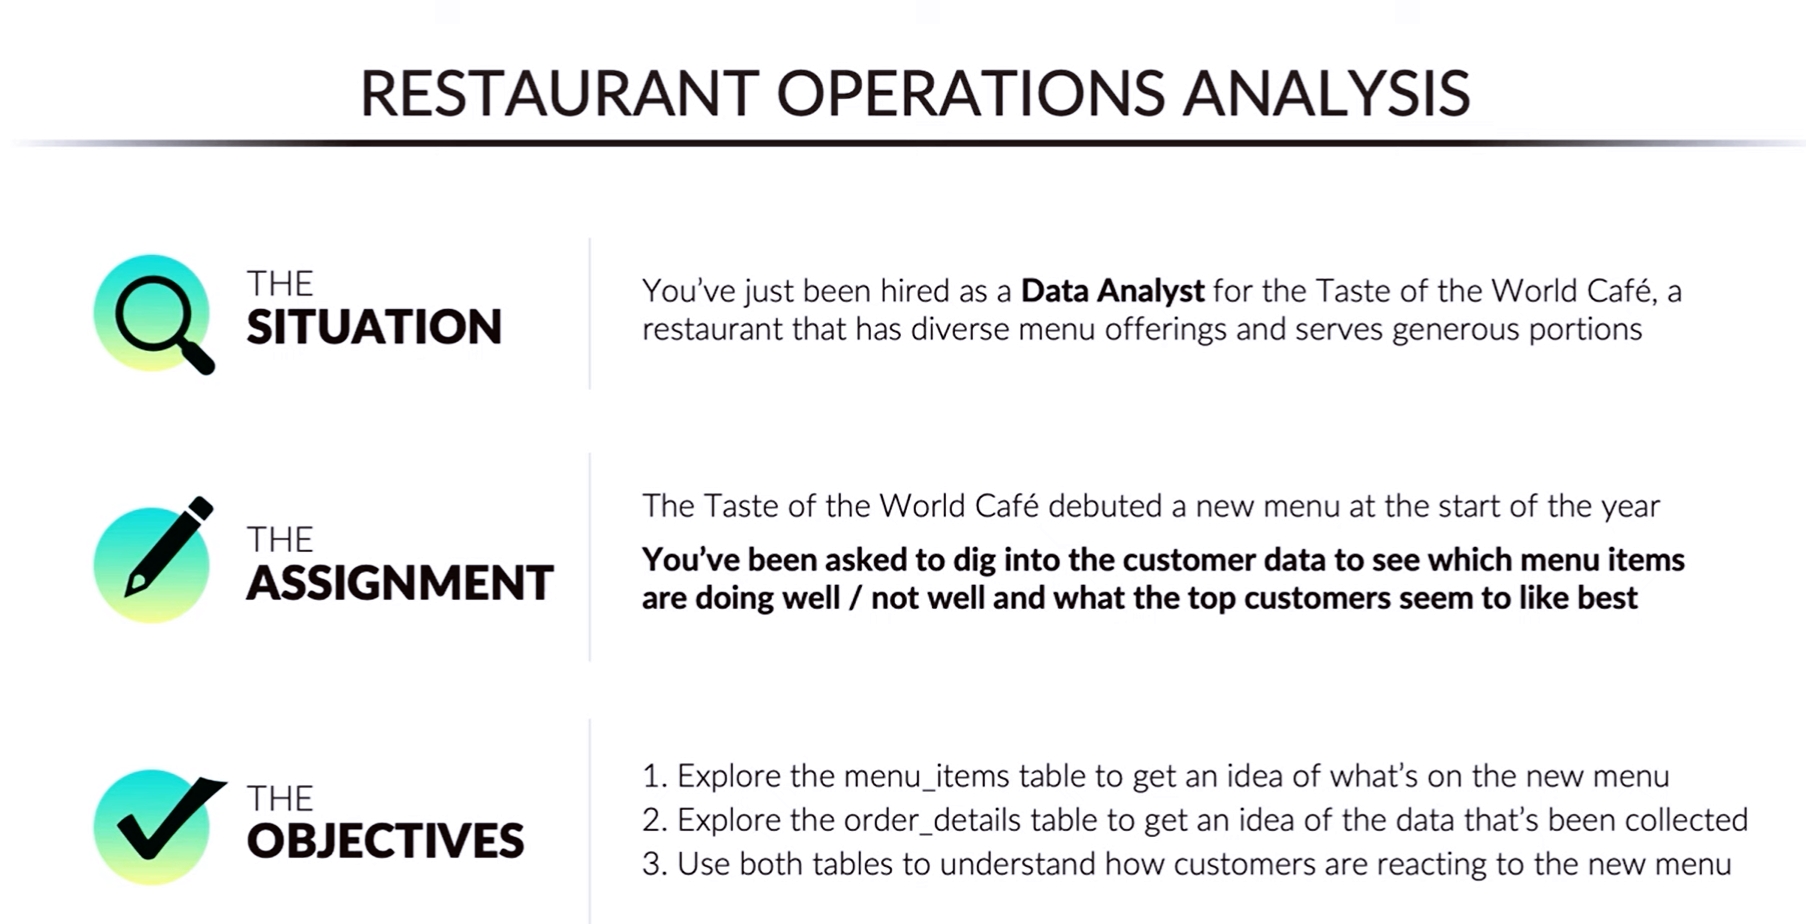 RESTAURANT OPERATIONS ANALYSIS
THE
SITUATION
You’ve just been hired as a Data Analyst for the Taste of the World Café, a
restaurant that has diverse menu offerings and serves generous portions
THE
ASSIGNMENT
The Taste of the World Café debuted a new menu at the start of the year
You’ve been asked to dig into the customer data to see which menu items
are doing well / not well and what the top customers seem to like best
THE
OBJECTIVES
1. Explore the menu_items table to get an idea of what’s on the new menu
2. Explore the order_details table to get an idea of the data that’s been collected
3. Use both tables to understand how customers are reacting to the new menu